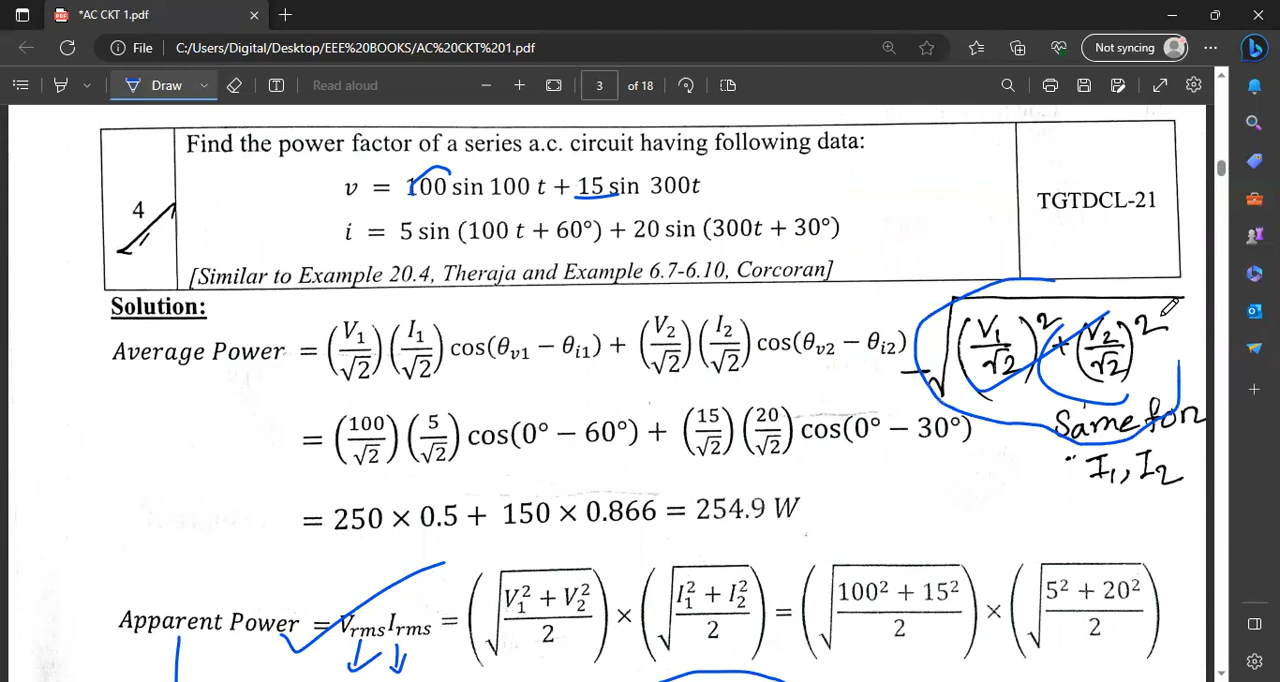 *AC CKT 1.pdf
File C:/Users/Digital/Desktop/EEE%20BOOKS/AC%20CKT%201.pdf Not syncing
Draw Read aloud 3 of 18
4
Find the power factor of a series a.c. circuit having following data:
v = 100 sin 100 t + 15 sin 300t
i = 5 sin (100 t + 60°) + 20 sin (300t + 30°)
[Similar to Example 20.4, Theraja and Example 6.7-6.10, Corcoran]
TGTDCL-21
Solution:
Average Power = (V₁/√2) (I₁/√2) cos(θv1 − θi1) + (V₂/√2) (I₂/√2) cos(θv2 − θi2)
√(V₁/√2)² + (V₂/√2)²
Same for
I₁, I₂
= (100/√2) (5/√2) cos(0° − 60°) + (15/√2) (20/√2) cos(0° − 30°)
= 250 × 0.5 + 150 × 0.866 = 254.9 W
Apparent Power = VrmsIrms = (√((V₁² + V₂²)/2)) × (√((I₁² + I₂²)/2)) = (√((100² + 15²)/2)) × (√((5² + 20²)/2))